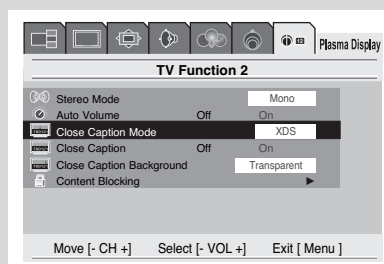 Plasma Display
TV Function 2
Stereo Mode Mono
Auto Volume Off On
Close Caption Mode XDS
Close Caption Off On
Close Caption Background Transparent
Content Blocking ►
Move [- CH +] Select [- VOL +] Exit [ Menu ]